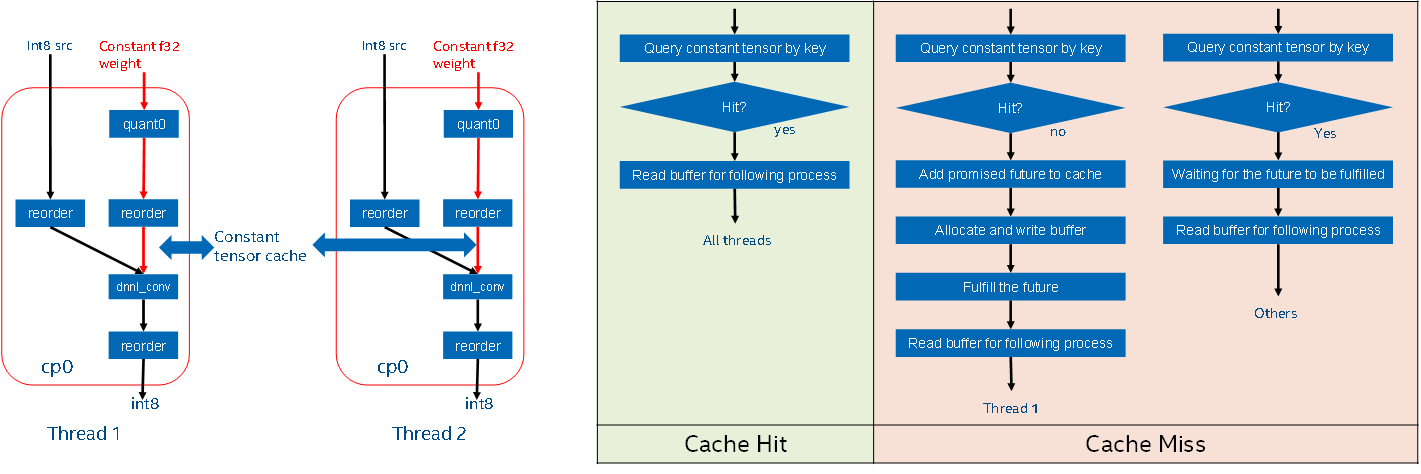 Int8 src
Constant f32
weight
quant0
reorder
reorder
dnnl_conv
reorder
cp0
int8
Thread 1
Constant
tensor cache
Int8 src
Constant f32
weight
quant0
reorder
reorder
dnnl_conv
reorder
cp0
int8
Thread 2
Query constant tensor by key
Hit?
yes
Read buffer for following process
All threads
Cache Hit
Query constant tensor by key
Hit?
no
Add promised future to cache
Allocate and write buffer
Fulfill the future
Read buffer for following process
Thread 1
Query constant tensor by key
Hit?
Yes
Waiting for the future to be fulfilled
Read buffer for following process
Others
Cache Miss